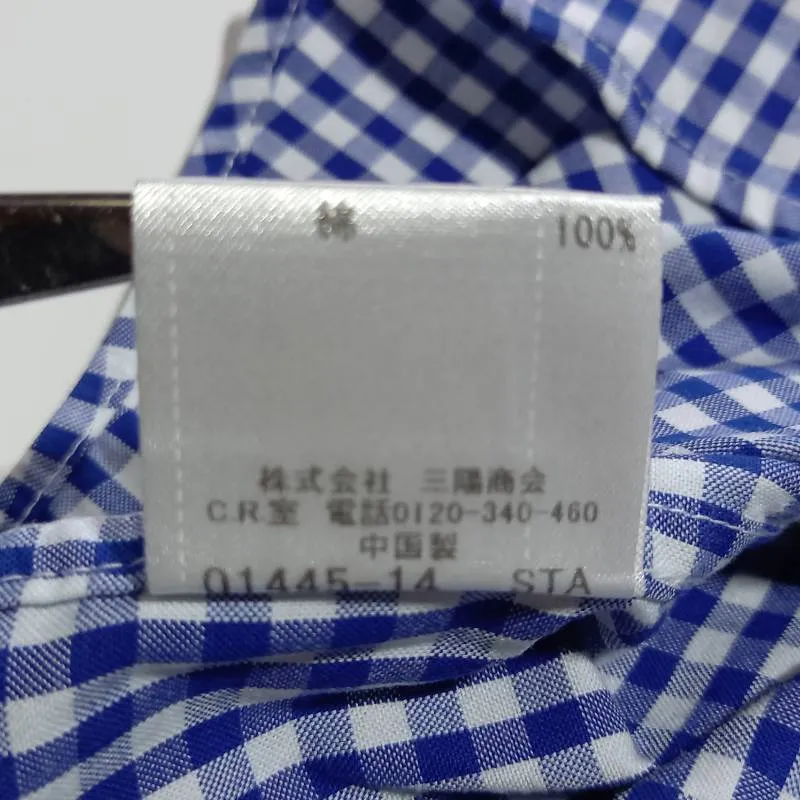 綿 100%
株式会社 三陽商会
C.R.室 電話0120-340-460
中国製
01445-14 STA